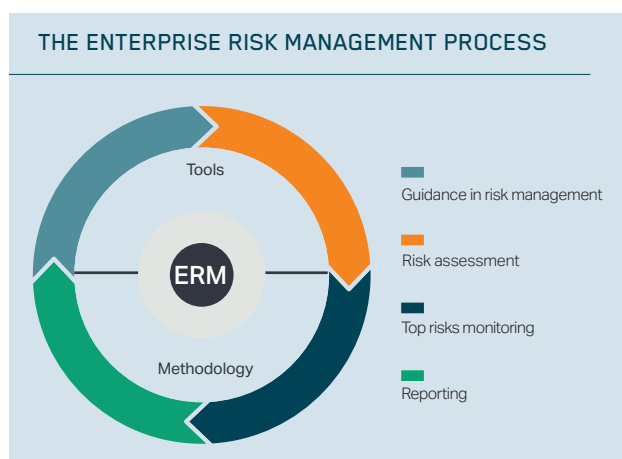 THE ENTERPRISE RISK MANAGEMENT PROCESS
Tools
ERM
Methodology
Guidance in risk management
Risk assessment
Top risks monitoring
Reporting